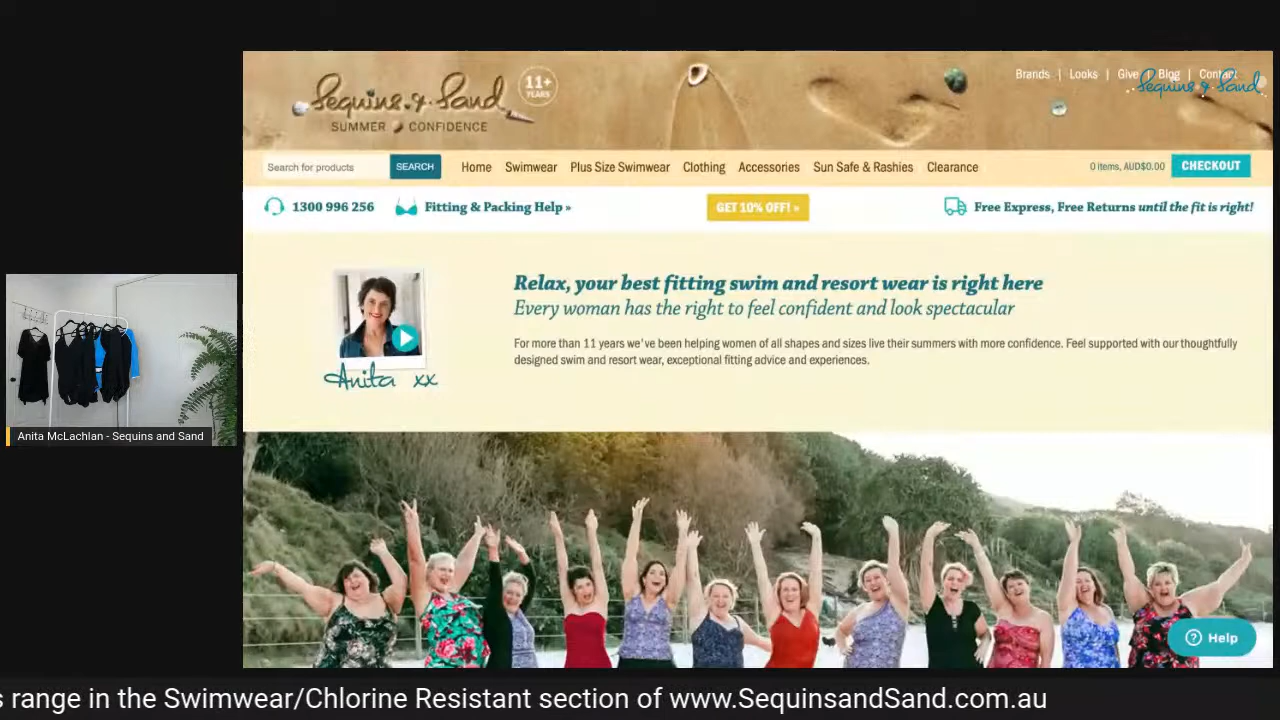 Sequins & Sand
SUMMER CONFIDENCE
11+
YEARS
Brands | Looks | Give | Blog | Contact
Sequins & Sand
Search for products
SEARCH
Home Swimwear Plus Size Swimwear Clothing Accessories Sun Safe & Rashies Clearance
0 items, AUD$0.00
CHECKOUT
1300 996 256
Fitting & Packing Help »
GET 10% OFF! »
Free Express, Free Returns until the fit is right!
Relax, your best fitting swim and resort wear is right here
Every woman has the right to feel confident and look spectacular
For more than 11 years we've been helping women of all shapes and sizes live their summers with more confidence. Feel supported with our thoughtfully
designed swim and resort wear, exceptional fitting advice and experiences.
Anita xx
Anita McLachlan - Sequins and Sand
Help
s range in the Swimwear/Chlorine Resistant section of www.SequinsandSand.com.au